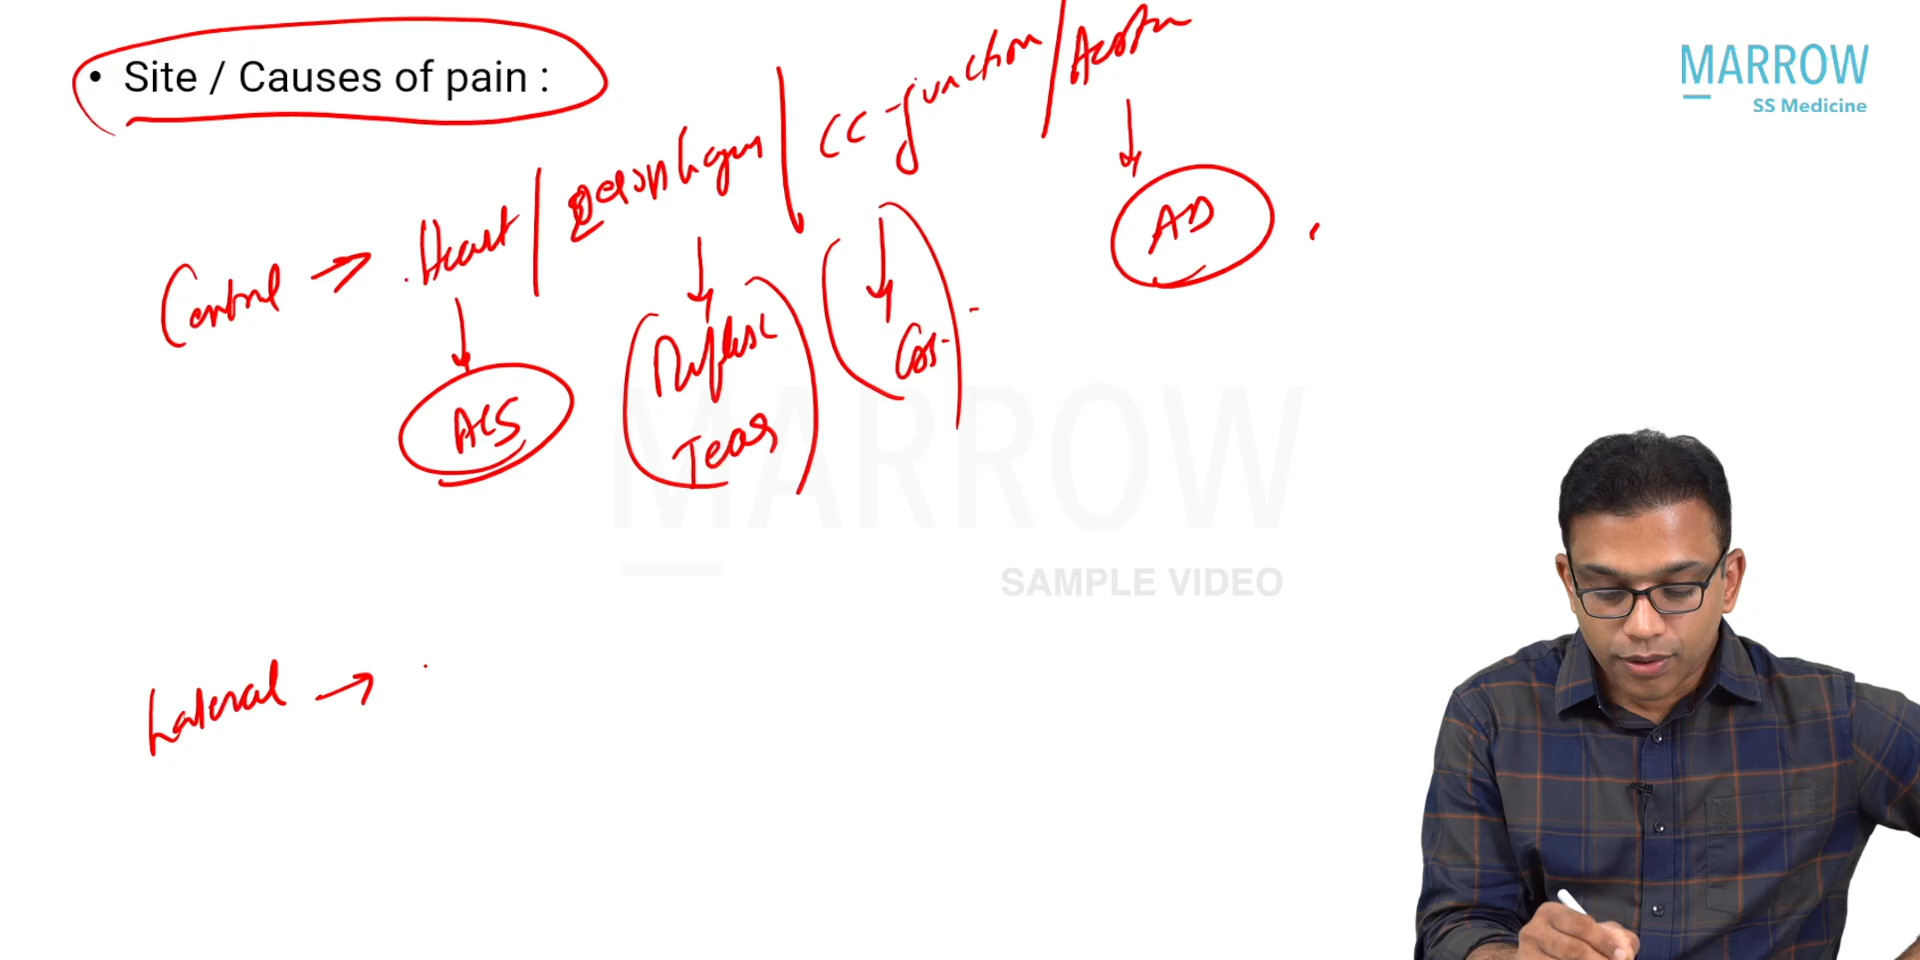 • Site / Causes of pain :
MARROW
SS Medicine
Central → Heart / oesophagus / CC-junction / Aorta
ACS
Reflux
Tear
Cos-
AD
MARROW
SAMPLE VIDEO
Lateral →